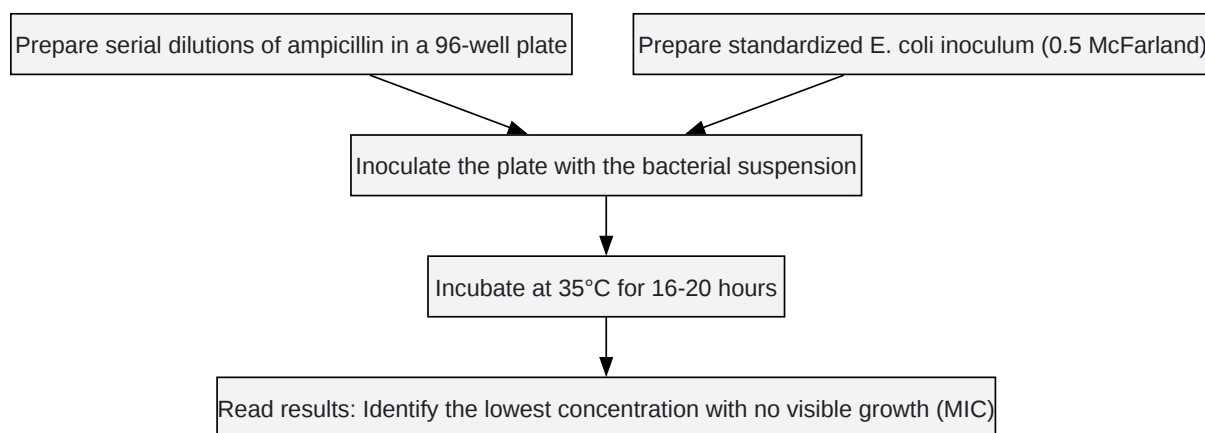 Prepare serial dilutions of ampicillin in a 96-well plate
Prepare standardized E. coli inoculum (0.5 McFarland)
Inoculate the plate with the bacterial suspension
Incubate at 35°C for 16-20 hours
Read results: Identify the lowest concentration with no visible growth (MIC)